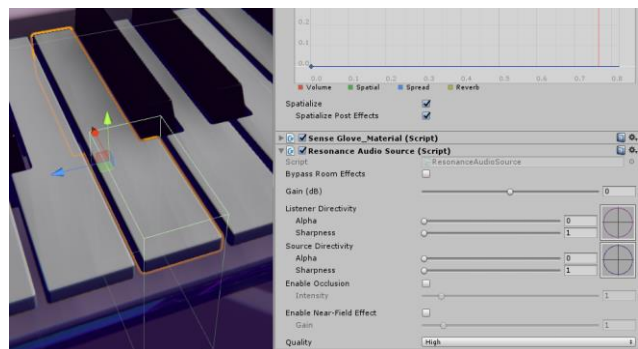 0.2
0.1
0.0
0.0 0.1 0.2 0.3 0.4 0.5 0.6 0.7 0.8
Volume Spatial Spread Reverb
Spatialize
Spatialize Post Effects
Sense Glove_Material (Script)
Resonance Audio Source (Script)
Script ResonanceAudioSource
Bypass Room Effects
Gain (dB) 0
Listener Directivity
Alpha 0
Sharpness 1
Source Directivity
Alpha 0
Sharpness 1
Enable Occlusion
Intensity 1
Enable Near-Field Effect
Gain 1
Quality High